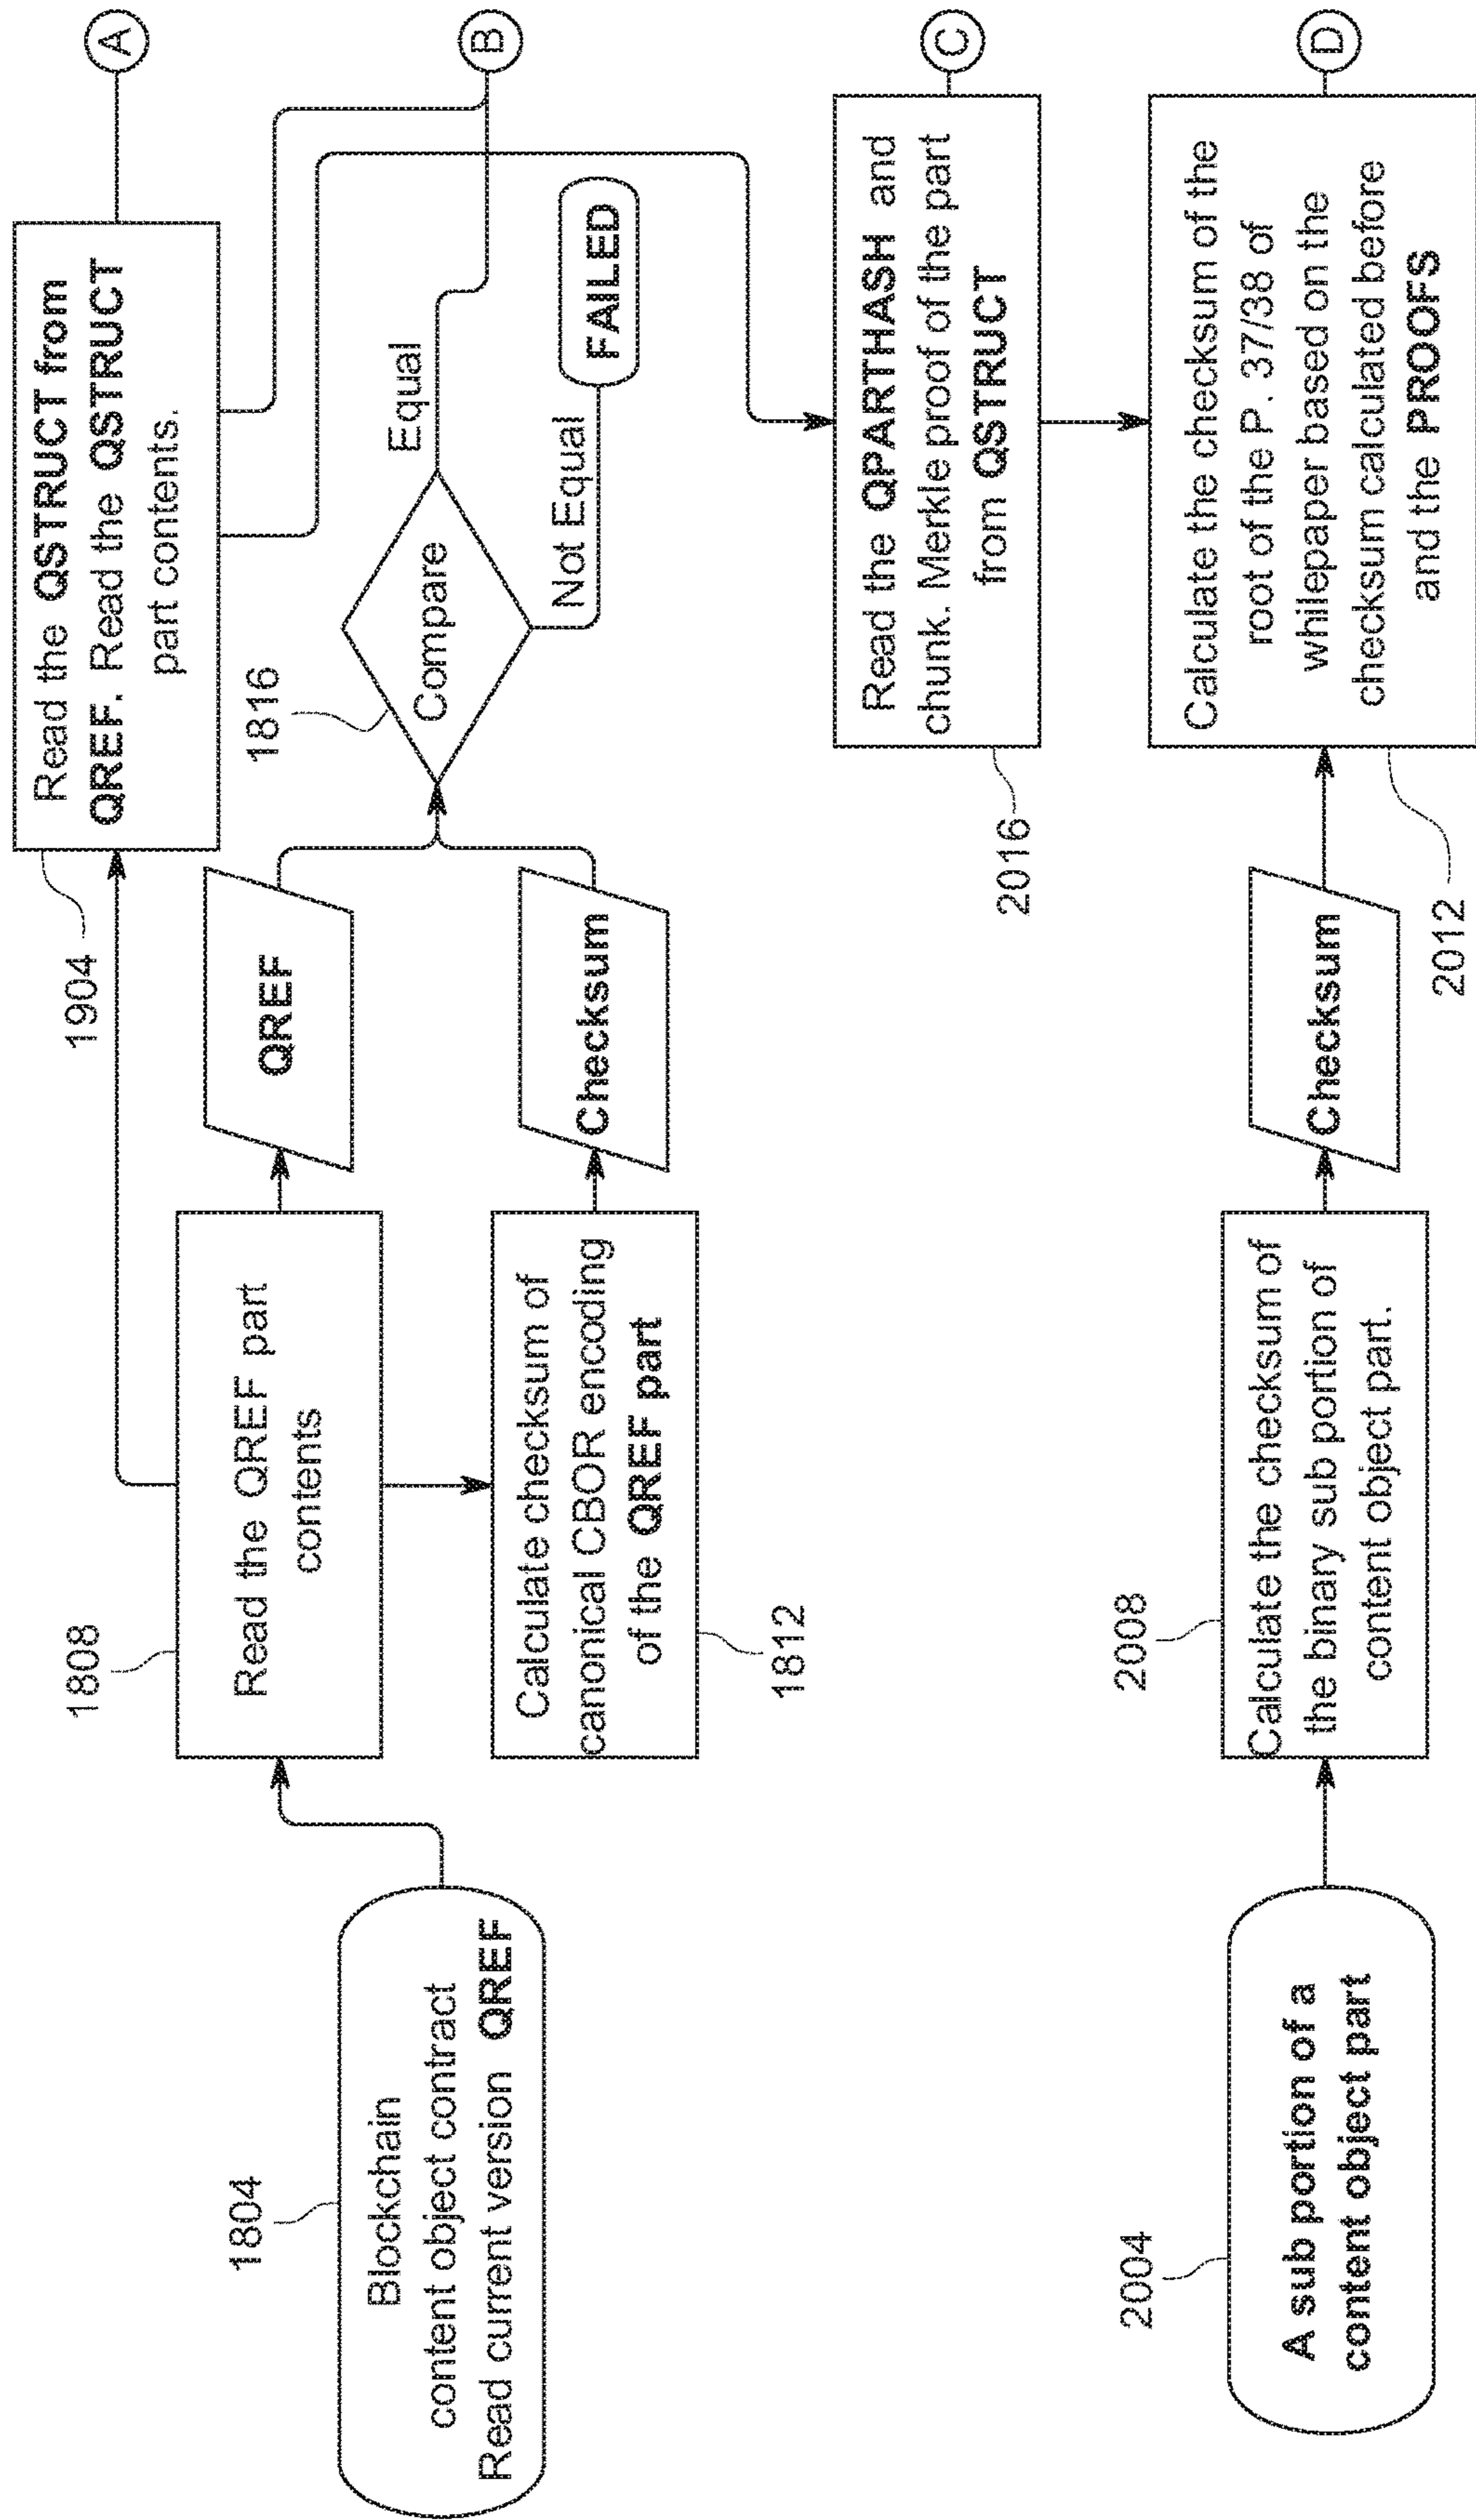 1804
Blockchain
content object contract
Read current version QREF
1808
Read the QREF part
contents
QREF
1904
Read the QSTRUCT from
QREF. Read the QSTRUCT
part contents.
A
Calculate checksum of
canonical CBOR encoding
of the QREF part
1812
Checksum
1816
Compare
Equal
Not Equal
FAILED
B
Read the QPARTHASH and
chunk. Merkle proof of the part
from QSTRUCT
2016
C
2004
A sub portion of a
content object part
2008
Calculate the checksum of
the binary sub portion of
content object part.
Checksum
Calculate the checksum of the
root of the P. 37/38 of
whilepaper based on the
checksum calculated before
and the PROOFS
2012
D